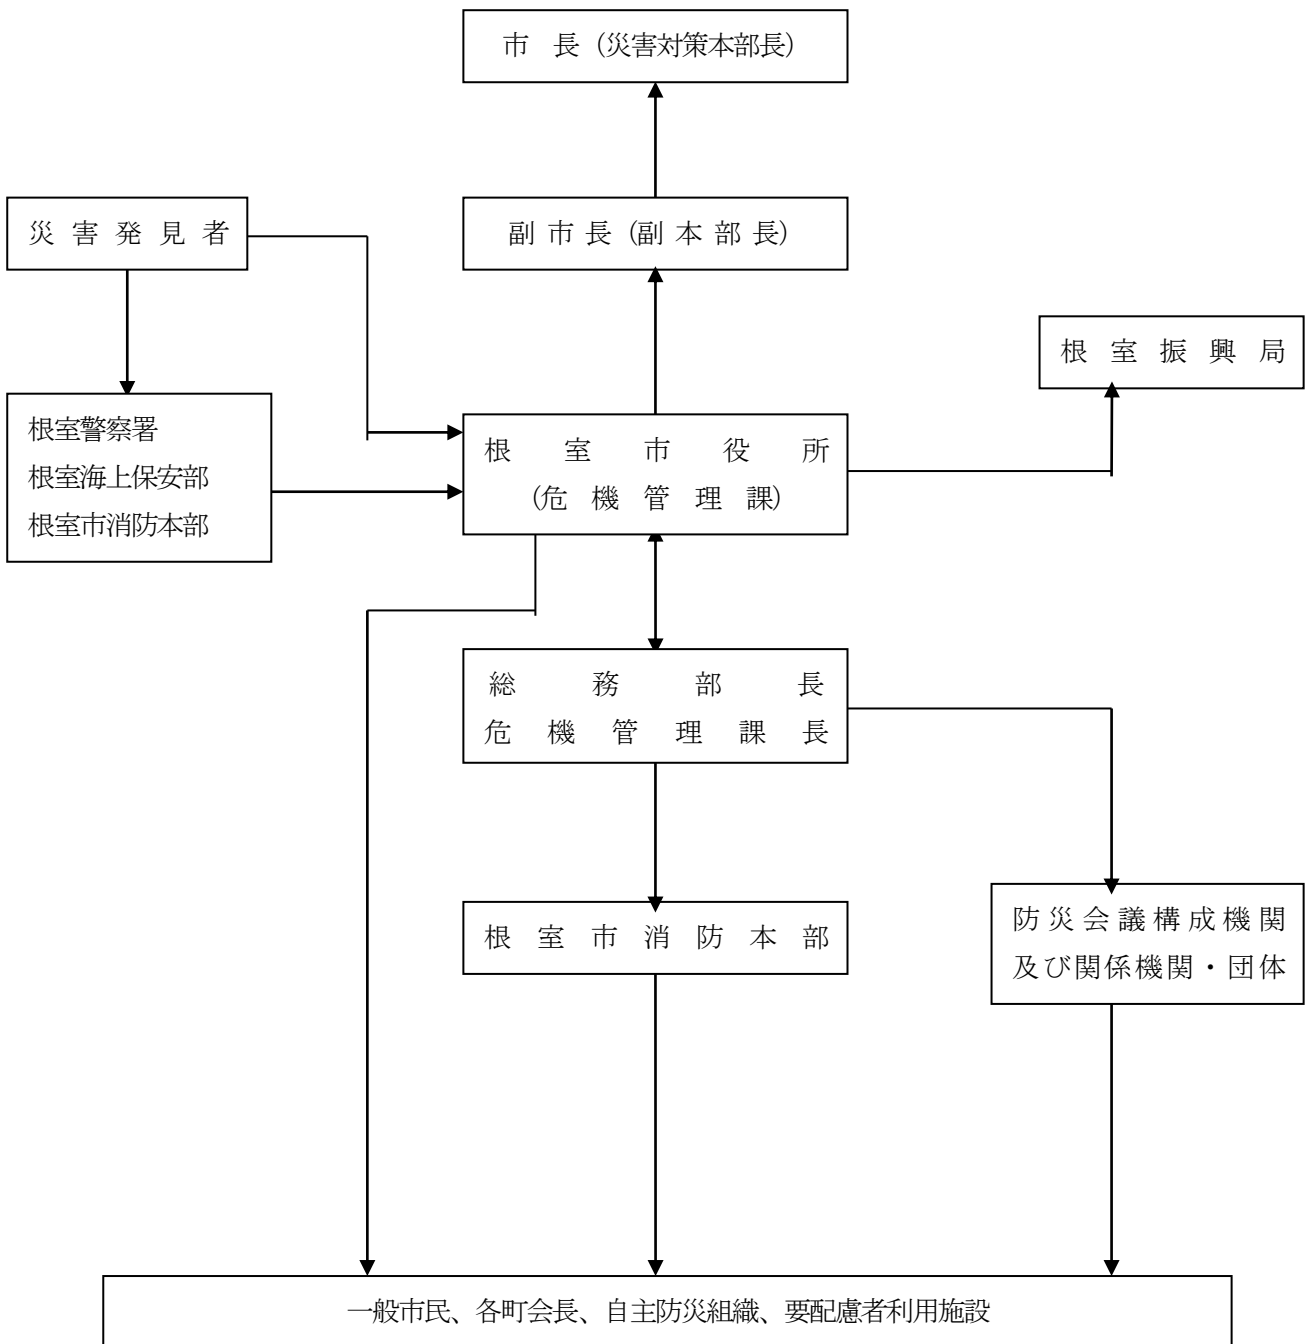 市長（災害対策本部長）
災害発見者
副市長（副本部長）
根室振興局
根室警察署
根室海上保安部
根室市消防本部
根室市役所
（危機管理課）
総務部長
危機管理課長
根室市消防本部
防災会議構成機関
及び関係機関・団体
一般市民、各町会長、自主防災組織、要配慮者利用施設